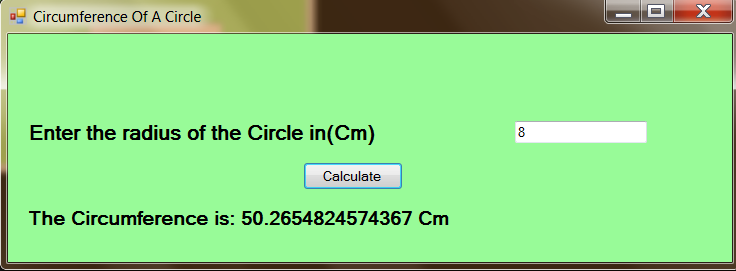 Circumference Of A Circle
Enter the radius of the Circle in(Cm)
8
Calculate
The Circumference is: 50.2654824574367 Cm